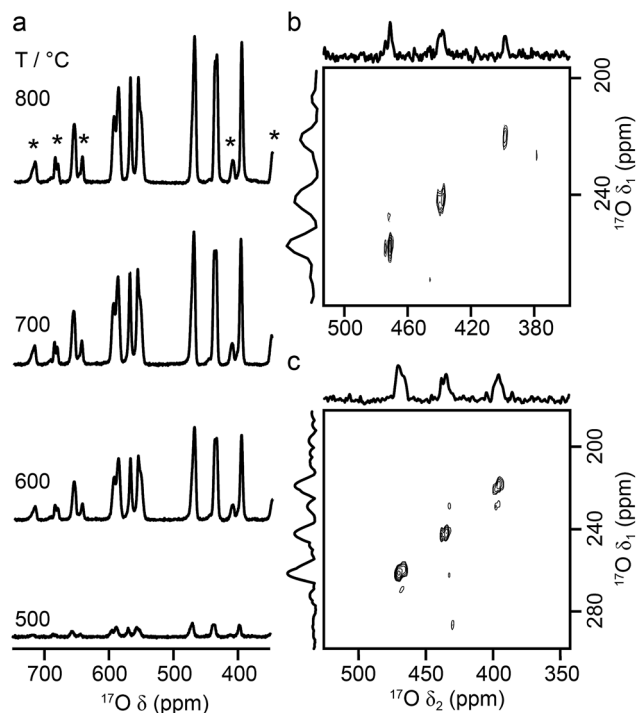 a
T / °C
800
* * * * *
700
600
500
700 600 500 400
¹⁷O δ (ppm)
b
200
240
¹⁷O δ₁ (ppm)
500 460 420 380
c
200
240
280
¹⁷O δ₁ (ppm)
500 450 400 350
¹⁷O δ₂ (ppm)